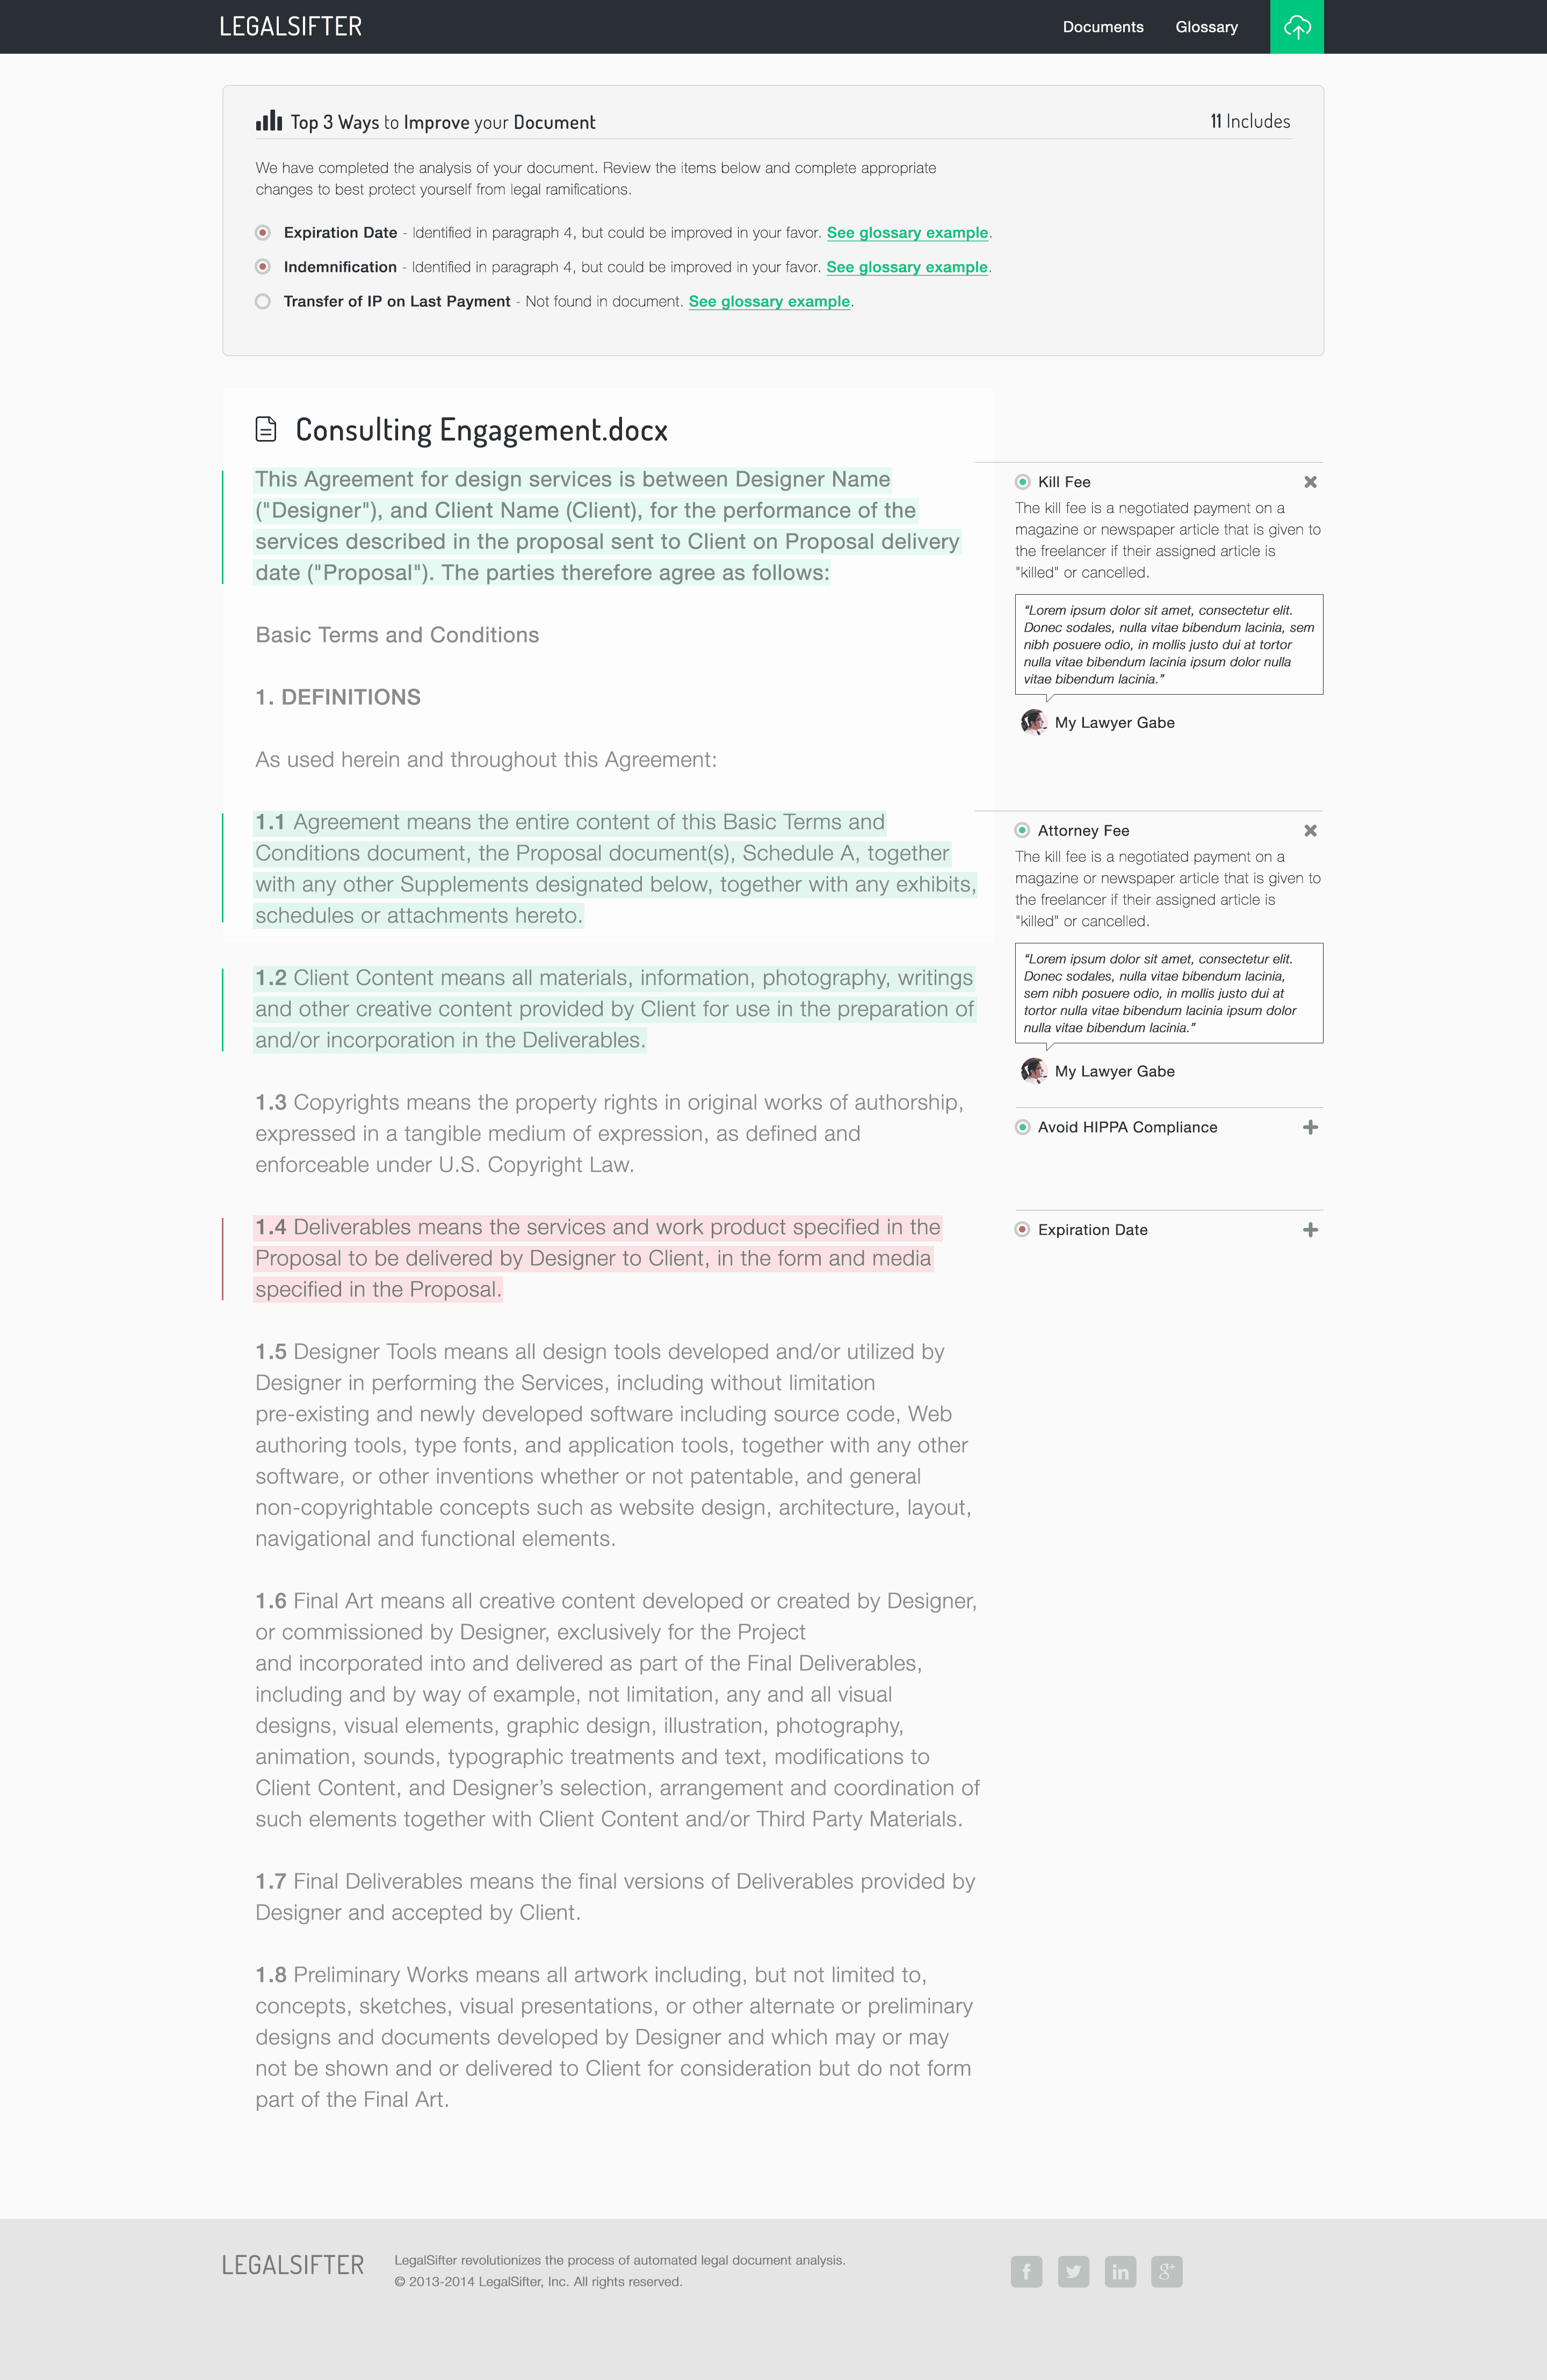 LEGALSIFTER
Documents
Glossary
Top 3 Ways to Improve your Document
11 Includes
We have completed the analysis of your document. Review the items below and complete appropriate
changes to best protect yourself from legal ramifications.
Expiration Date - Identified in paragraph 4, but could be improved in your favor. See glossary example.
Indemnification - Identified in paragraph 4, but could be improved in your favor. See glossary example.
Transfer of IP on Last Payment - Not found in document. See glossary example.
Consulting Engagement.docx
This Agreement for design services is between Designer Name
("Designer"), and Client Name (Client), for the performance of the
services described in the proposal sent to Client on Proposal delivery
date ("Proposal"). The parties therefore agree as follows:
Basic Terms and Conditions
1. DEFINITIONS
As used herein and throughout this Agreement:
1.1 Agreement means the entire content of this Basic Terms and
Conditions document, the Proposal document(s), Schedule A, together
with any other Supplements designated below, together with any exhibits,
schedules or attachments hereto.
1.2 Client Content means all materials, information, photography, writings
and other creative content provided by Client for use in the preparation of
and/or incorporation in the Deliverables.
1.3 Copyrights means the property rights in original works of authorship,
expressed in a tangible medium of expression, as defined and
enforceable under U.S. Copyright Law.
1.4 Deliverables means the services and work product specified in the
Proposal to be delivered by Designer to Client, in the form and media
specified in the Proposal.
1.5 Designer Tools means all design tools developed and/or utilized by
Designer in performing the Services, including without limitation
pre-existing and newly developed software including source code, Web
authoring tools, type fonts, and application tools, together with any other
software, or other inventions whether or not patentable, and general
non-copyrightable concepts such as website design, architecture, layout,
navigational and functional elements.
1.6 Final Art means all creative content developed or created by Designer,
or commissioned by Designer, exclusively for the Project
and incorporated into and delivered as part of the Final Deliverables,
including and by way of example, not limitation, any and all visual
designs, visual elements, graphic design, illustration, photography,
animation, sounds, typographic treatments and text, modifications to
Client Content, and Designer’s selection, arrangement and coordination of
such elements together with Client Content and/or Third Party Materials.
1.7 Final Deliverables means the final versions of Deliverables provided by
Designer and accepted by Client.
1.8 Preliminary Works means all artwork including, but not limited to,
concepts, sketches, visual presentations, or other alternate or preliminary
designs and documents developed by Designer and which may or may
not be shown and or delivered to Client for consideration but do not form
part of the Final Art.
Kill Fee
The kill fee is a negotiated payment on a
magazine or newspaper article that is given to
the freelancer if their assigned article is
"killed" or cancelled.
“Lorem ipsum dolor sit amet, consectetur elit.
Donec sodales, nulla vitae bibendum lacinia, sem
nibh posuere odio, in mollis justo dui at tortor
nulla vitae bibendum lacinia ipsum dolor nulla
vitae bibendum lacinia.”
My Lawyer Gabe
Attorney Fee
The kill fee is a negotiated payment on a
magazine or newspaper article that is given to
the freelancer if their assigned article is
"killed" or cancelled.
“Lorem ipsum dolor sit amet, consectetur elit.
Donec sodales, nulla vitae bibendum lacinia,
sem nibh posuere odio, in mollis justo dui at
tortor nulla vitae bibendum lacinia ipsum dolor
nulla vitae bibendum lacinia.”
My Lawyer Gabe
Avoid HIPPA Compliance
Expiration Date
LEGALSIFTER
LegalSifter revolutionizes the process of automated legal document analysis.
© 2013-2014 LegalSifter, Inc. All rights reserved.
f
in
g+